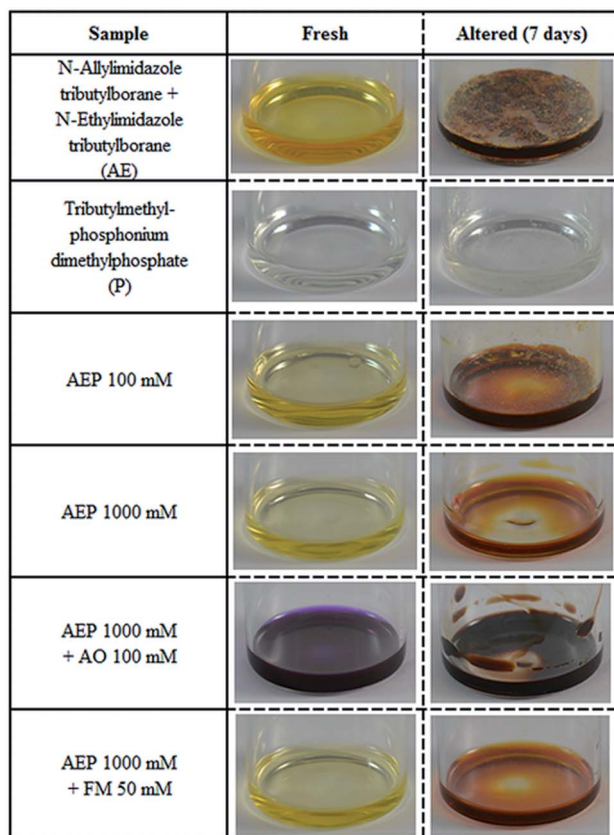 Sample
Fresh
Altered (7 days)
N-Allylimidazole
tributylborane +
N-Ethylimidazole
tributylborane
(AE)
Tributylmethyl-
phosphonium
dimethylphosphate
(P)
AEP 100 mM
AEP 1000 mM
AEP 1000 mM
+ AO 100 mM
AEP 1000 mM
+ FM 50 mM